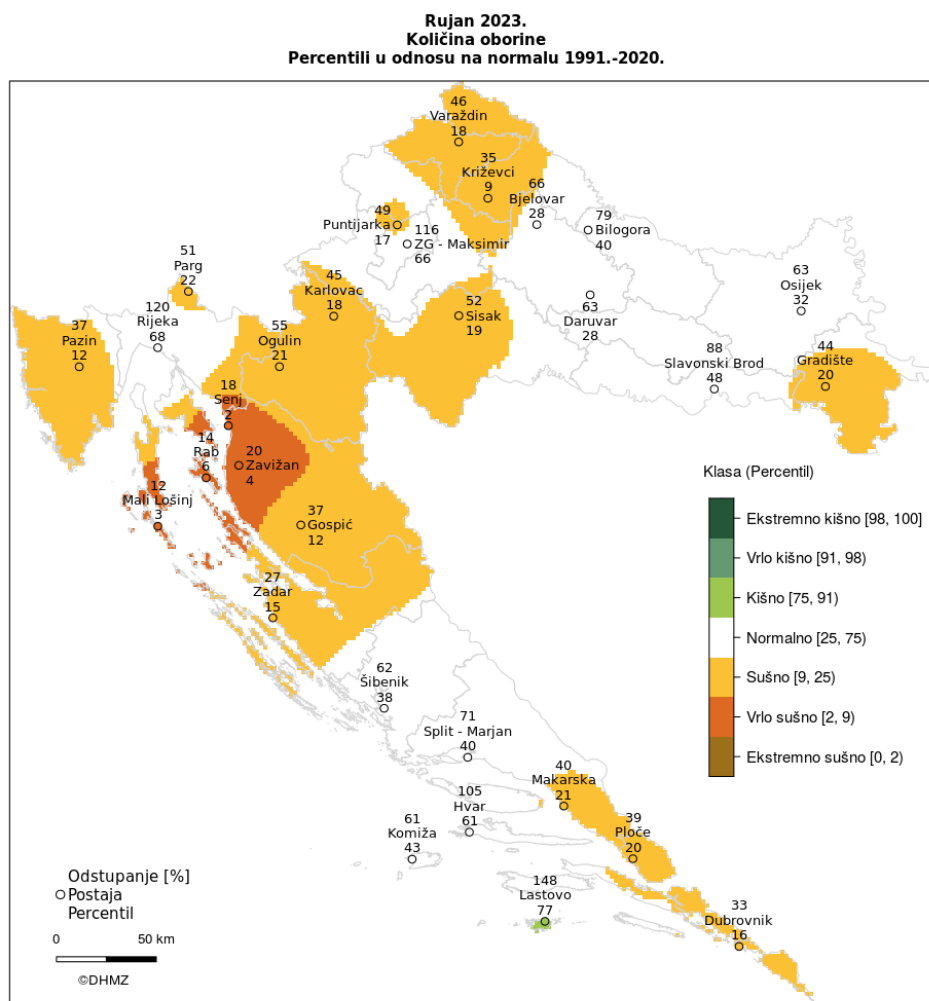 Rujan 2023.
Količina oborine
Percentili u odnosu na normalu 1991.-2020.
46
Varaždin
18
35
Križevci
9
66
Bjelovar
28
49
Puntijarka
17
116
ZG - Maksimir
66
79
Bilogora
40
51
Parg
22
63
Osijek
32
45
Karlovac
18
52
Sisak
19
63
Daruvar
28
120
Rijeka
68
37
Pazin
12
55
Ogulin
21
88
Slavonski Brod
48
44
Gradište
20
18
Senj
2
14
Rab
6
20
Zavižan
4
12
Mali Lošinj
3
37
Gospić
12
27
Zadar
15
62
Šibenik
38
71
Split - Marjan
40
40
Makarska
21
105
Hvar
61
61
Komiža
43
39
Ploče
20
148
Lastovo
77
33
Dubrovnik
16
Klasa (Percentil)
Ekstremno kišno [98, 100]
Vrlo kišno [91, 98)
Kišno [75, 91)
Normalno [25, 75)
Sušno [9, 25)
Vrlo sušno [2, 9)
Ekstremno sušno [0, 2)
Odstupanje [%]
Postaja
Percentil
0 50 km
©DHMZ